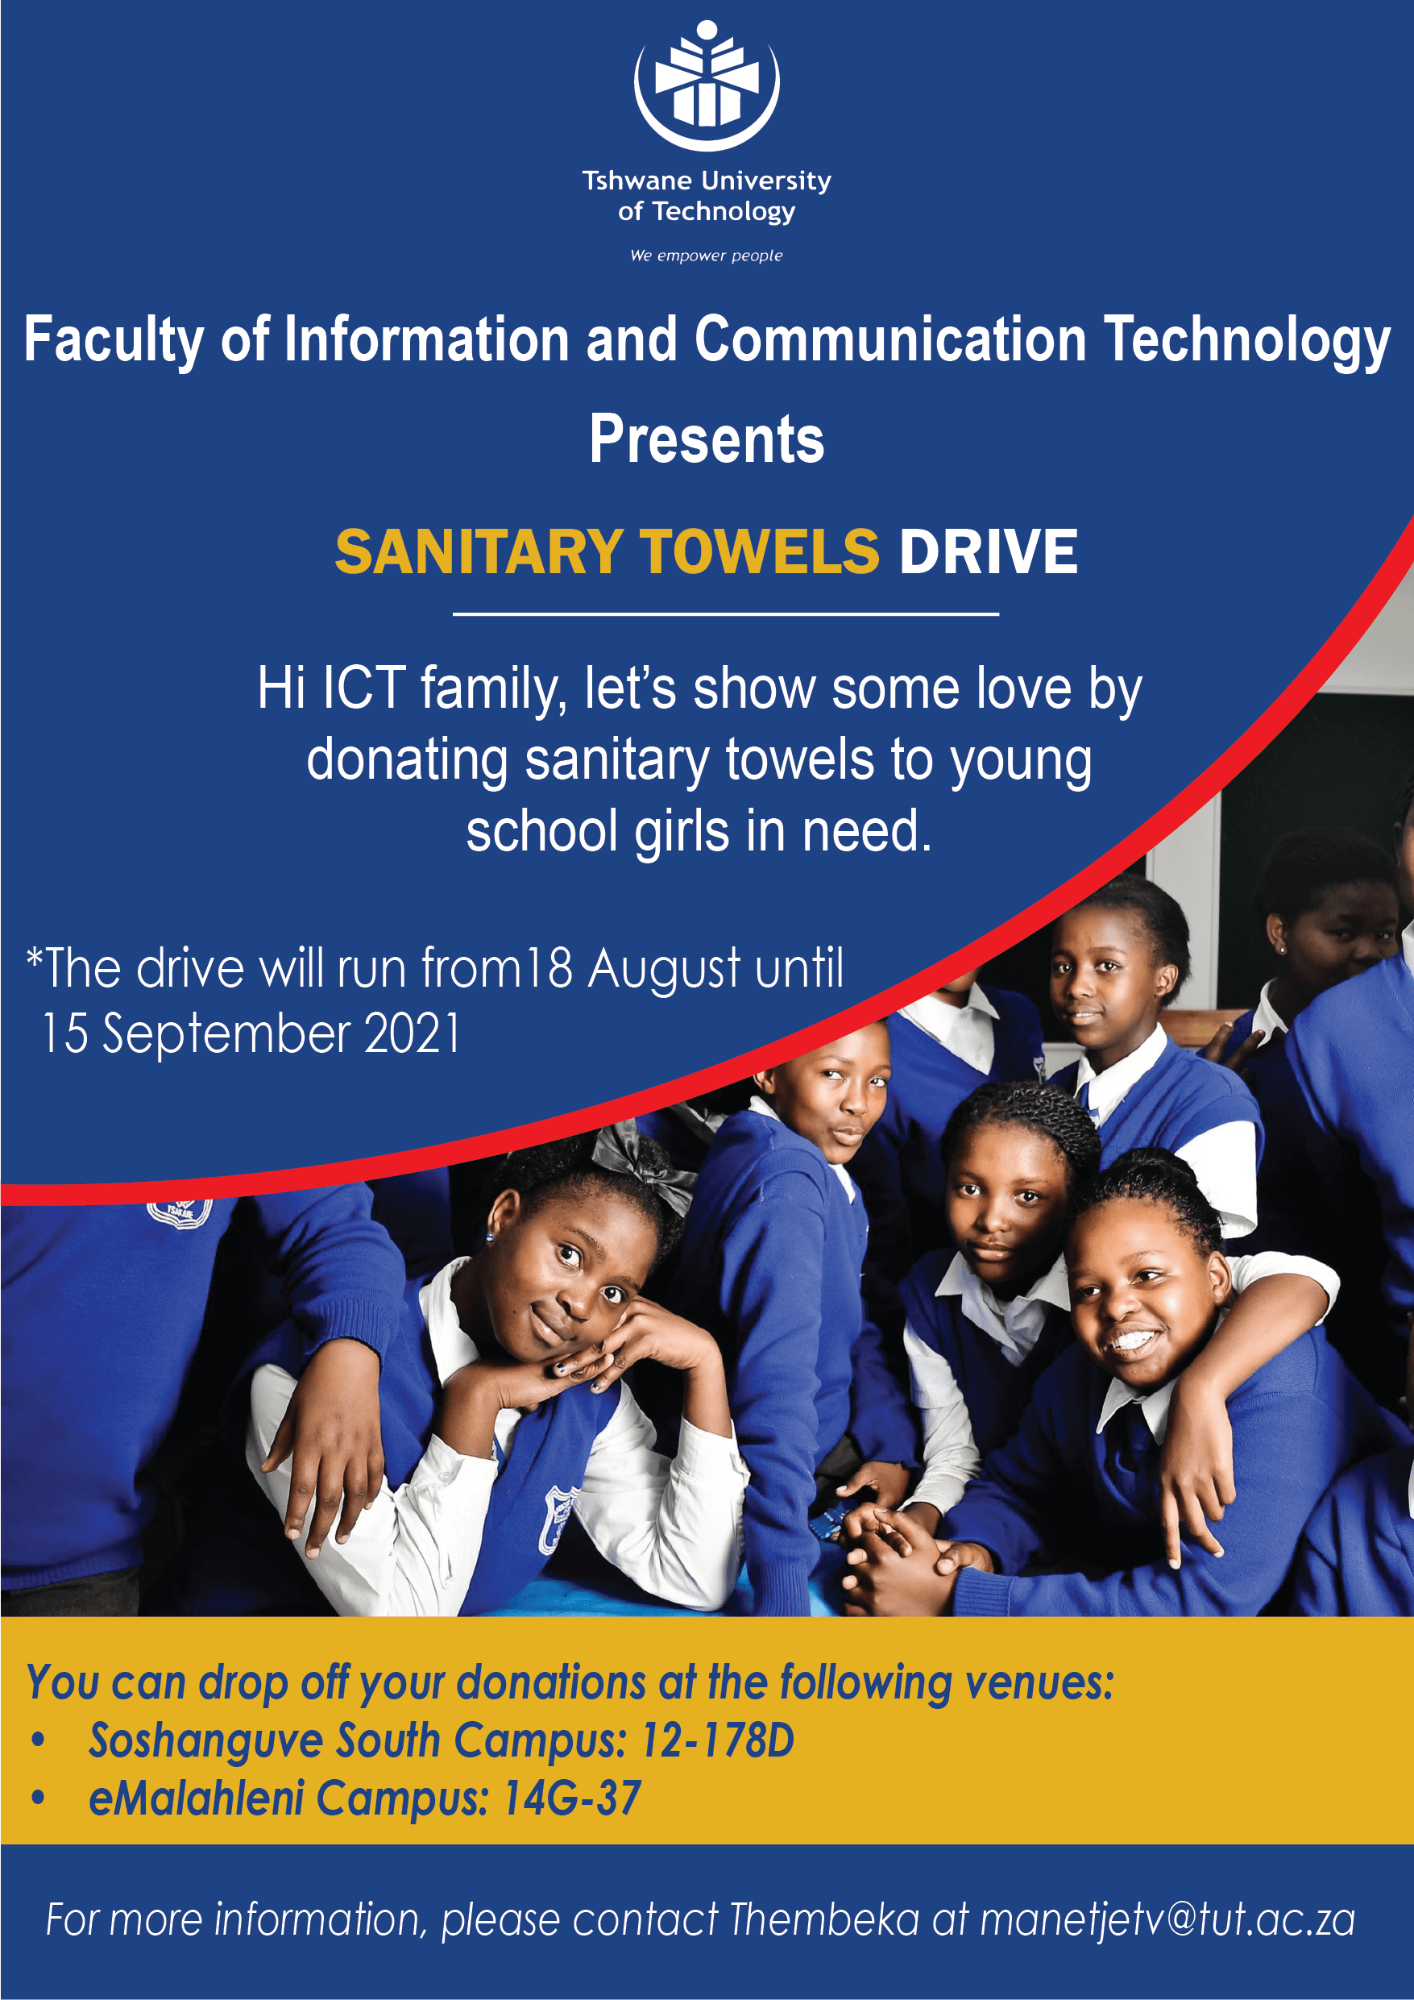 Tshwane University
of Technology
We empower people
Faculty of Information and Communication Technology
Presents
SANITARY TOWELS DRIVE
Hi ICT family, let’s show some love by
donating sanitary towels to young
school girls in need.
*The drive will run from18 August until
15 September 2021
You can drop off your donations at the following venues:
• Soshanguve South Campus: 12-178D
• eMalahleni Campus: 14G-37
For more information, please contact Thembeka at manetjetv@tut.ac.za